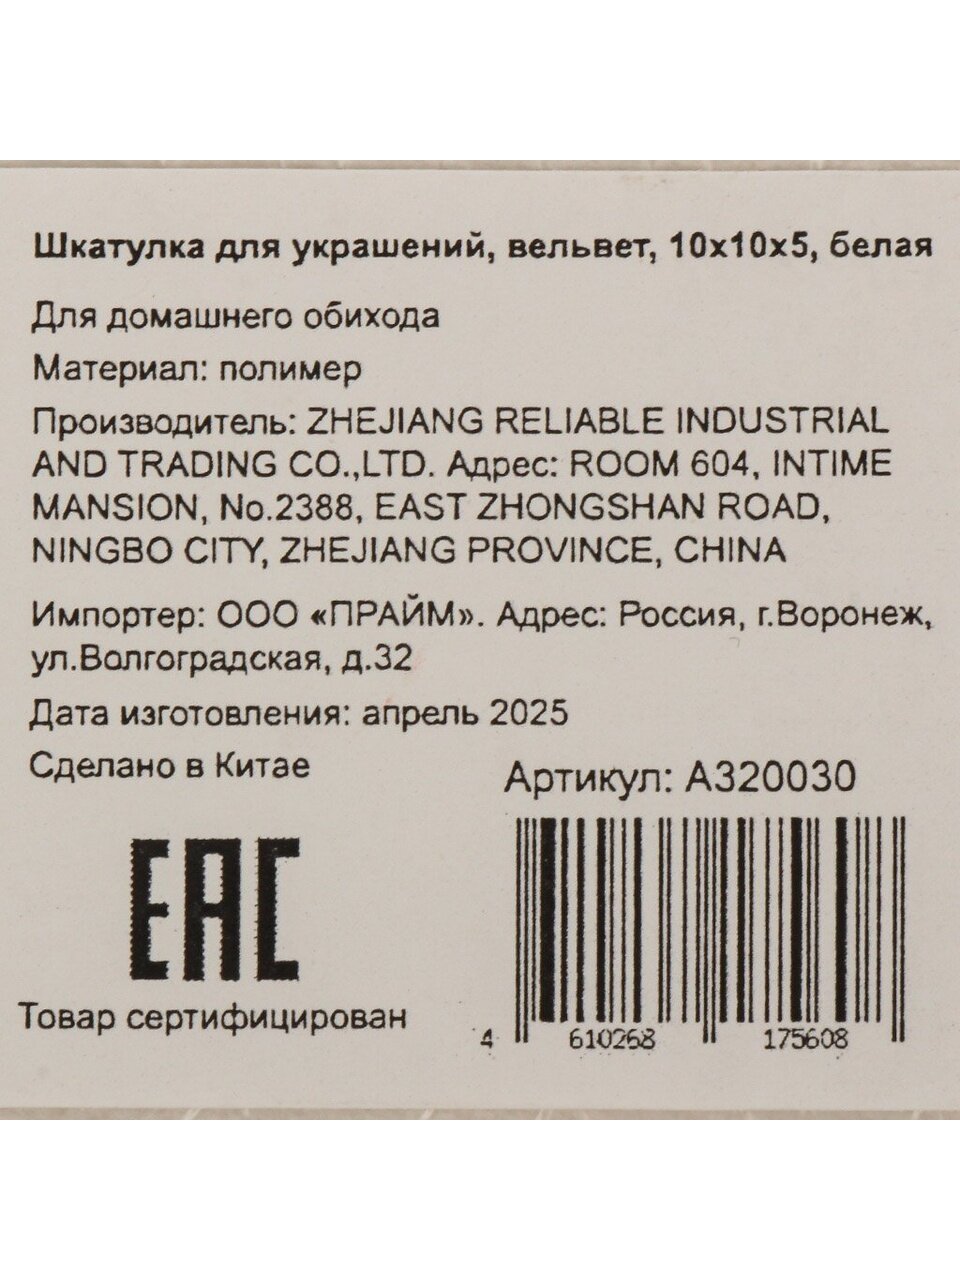 Шкатулка для украшений, вельвет, 10х10х5, белая
Для домашнего обихода
Материал: полимер
Производитель: ZHEJIANG RELIABLE INDUSTRIAL
AND TRADING CO.,LTD. Адрес: ROOM 604, INTIME
MANSION, No.2388, EAST ZHONGSHAN ROAD,
NINGBO CITY, ZHEJIANG PROVINCE, CHINA
Импортер: ООО «ПРАЙМ». Адрес: Россия, г.Воронеж,
ул.Волгоградская, д.32
Дата изготовления: апрель 2025
Сделано в Китае
Артикул: А320030
EAC
Товар сертифицирован
4 610268 175608